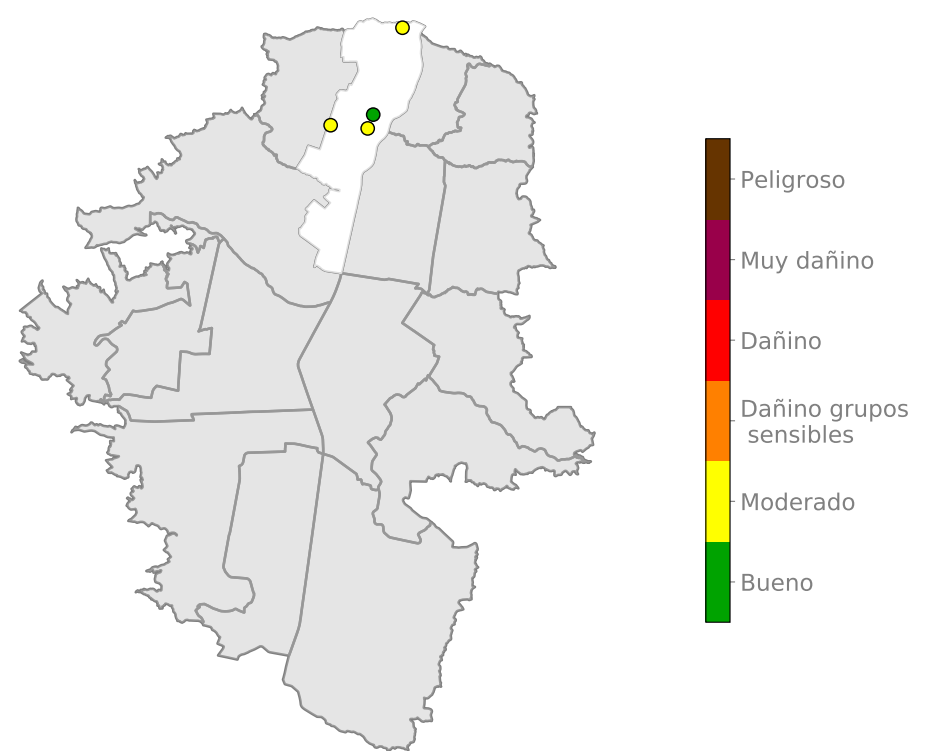 Peligroso
Muy dañino
Dañino
Dañino grupos
sensibles
Moderado
Bueno